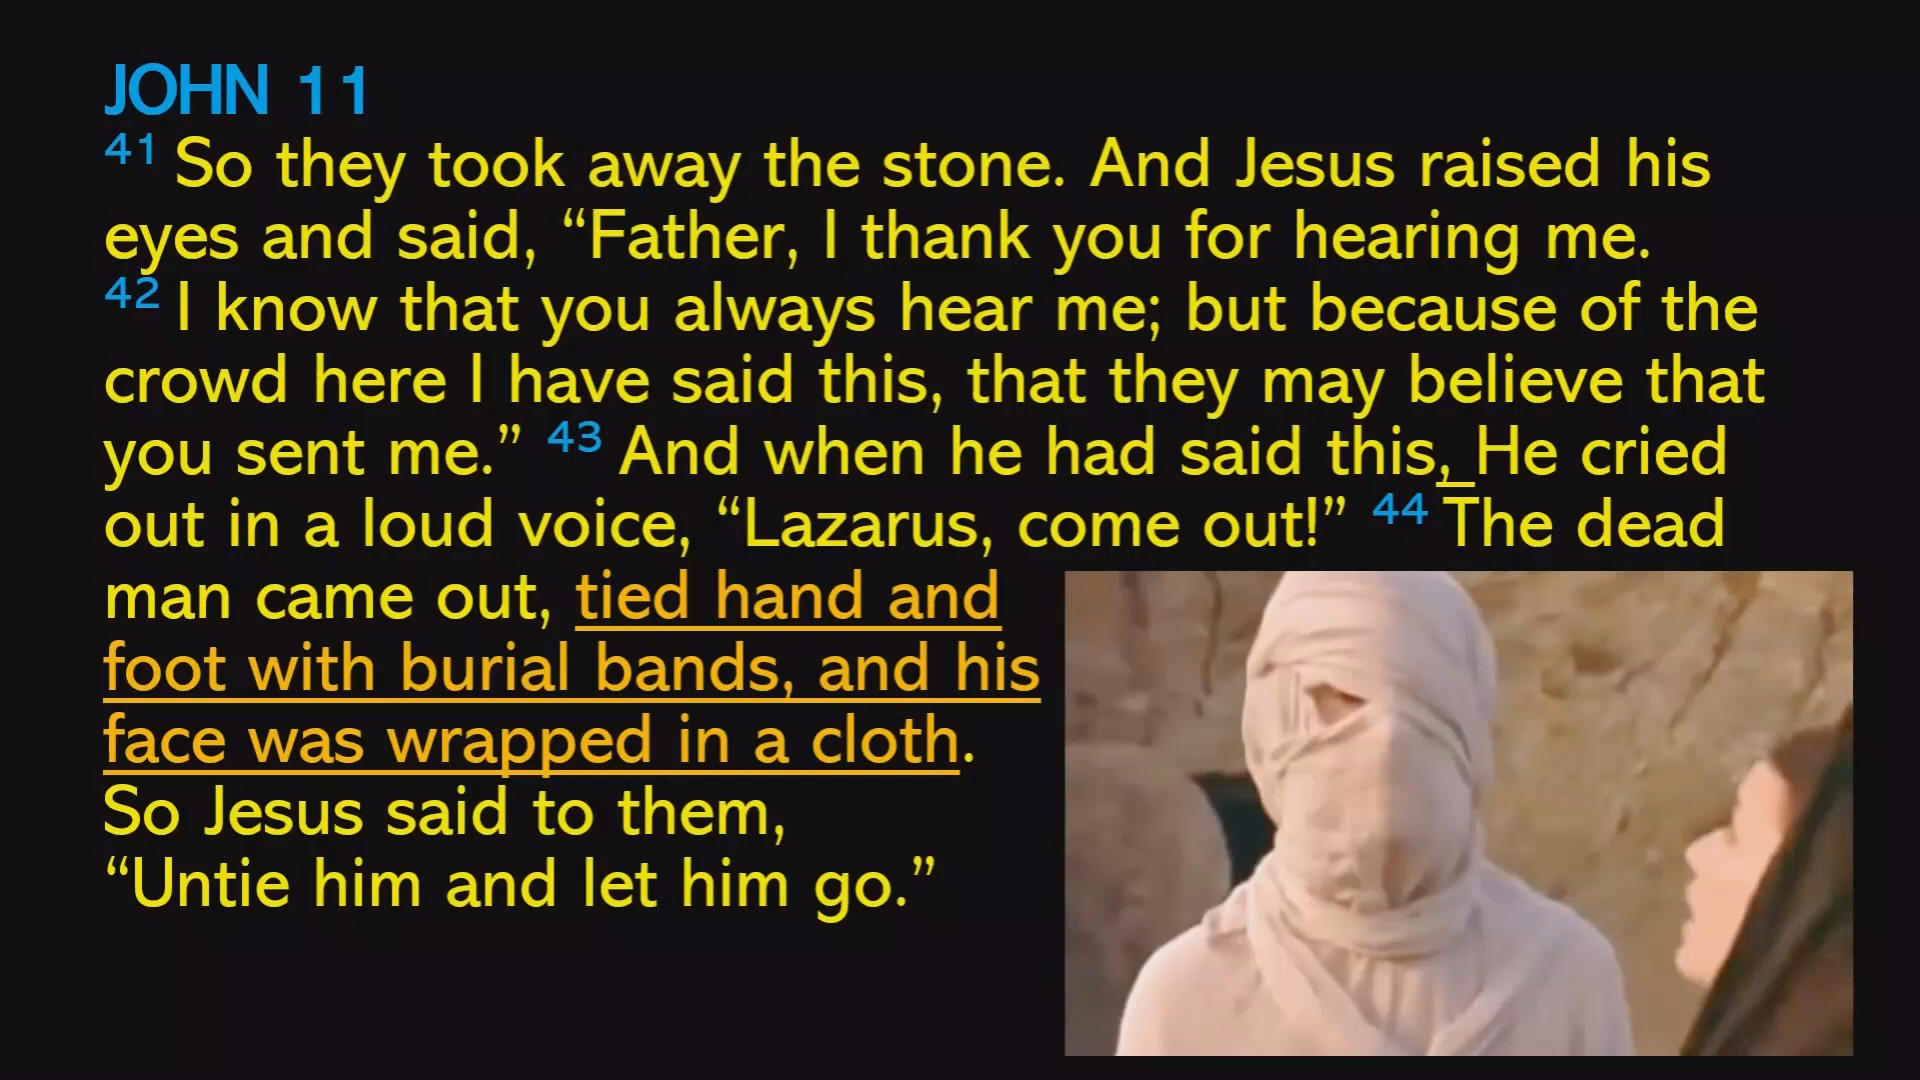 JOHN 11
41 So they took away the stone. And Jesus raised his
eyes and said, “Father, I thank you for hearing me.
42 I know that you always hear me; but because of the
crowd here I have said this, that they may believe that
you sent me.” 43 And when he had said this, He cried
out in a loud voice, “Lazarus, come out!” 44 The dead
man came out, tied hand and
foot with burial bands, and his
face was wrapped in a cloth.
So Jesus said to them,
“Untie him and let him go.”